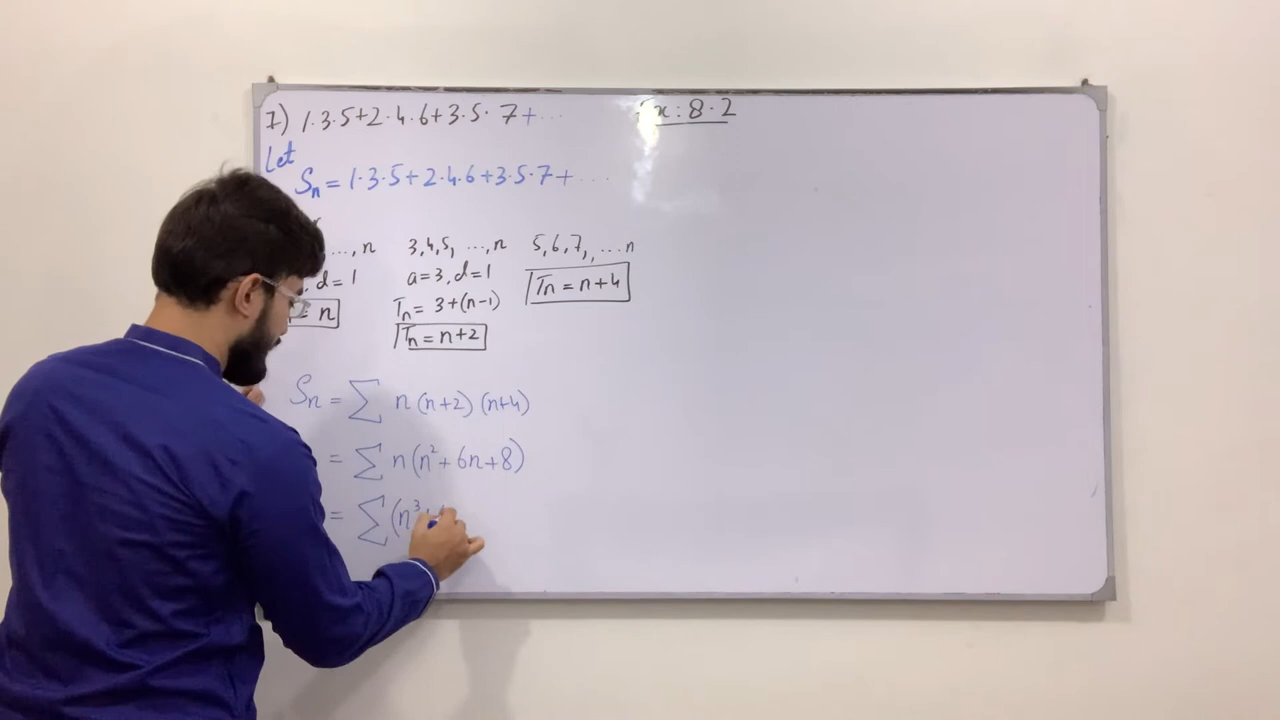 7) 1.3.5+2.4.6+3.5.7+...
x:8.2
Let
Sn = 1.3.5+2.4.6+3.5.7+...
...,n 3,4,5, ...,n 5,6,7, ...n
, d=1 a=3, d=1 Tn = n+4
= n Tn = 3+(n-1)
Tn = n+2
Sn = ∑ n (n+2) (n+4)
= ∑ n(n²+6n+8)
= ∑ (n³